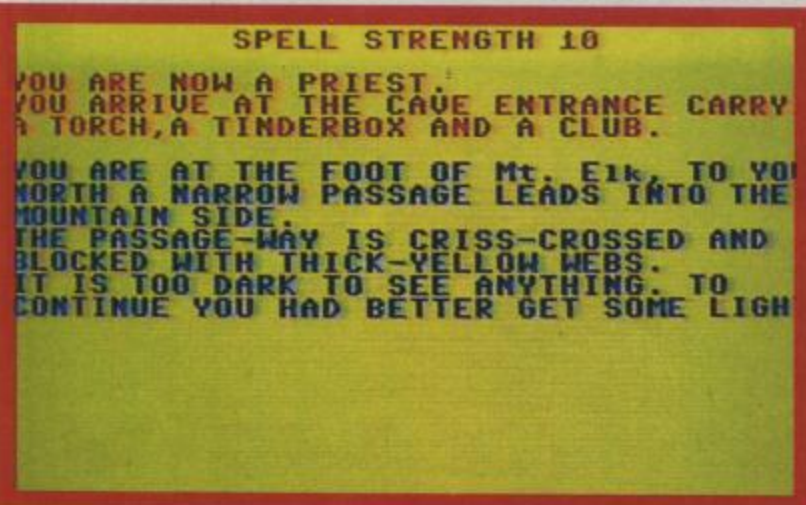 SPELL STRENGTH 10
YOU ARE NOW A PRIEST.
YOU ARRIVE AT THE CAVE ENTRANCE CARRY
A TORCH,A TINDERBOX AND A CLUB.
YOU ARE AT THE FOOT OF Mt. Elk, TO YO
NORTH A NARROW PASSAGE LEADS INTO THE
MOUNTAIN SIDE.
THE PASSAGE-WAY IS CRISS-CROSSED AND
BLOCKED WITH THICK-YELLOW WEBS.
IT IS TOO DARK TO SEE ANYTHING. TO
CONTINUE YOU HAD BETTER GET SOME LIGH